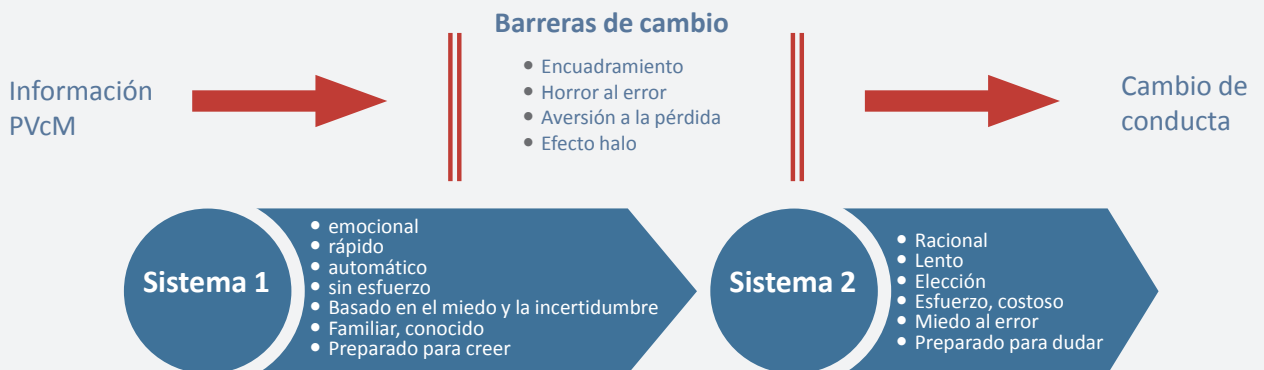 Barreras de cambio
Información
PVcM
• Encuadramiento
• Horror al error
• Aversión a la pérdida
• Efecto halo
Cambio de
conducta
Sistema 1
• emocional
• rápido
• automático
• sin esfuerzo
• Basado en el miedo y la incertidumbre
• Familiar, conocido
• Preparado para creer
Sistema 2
• Racional
• Lento
• Elección
• Esfuerzo, costoso
• Miedo al error
• Preparado para dudar